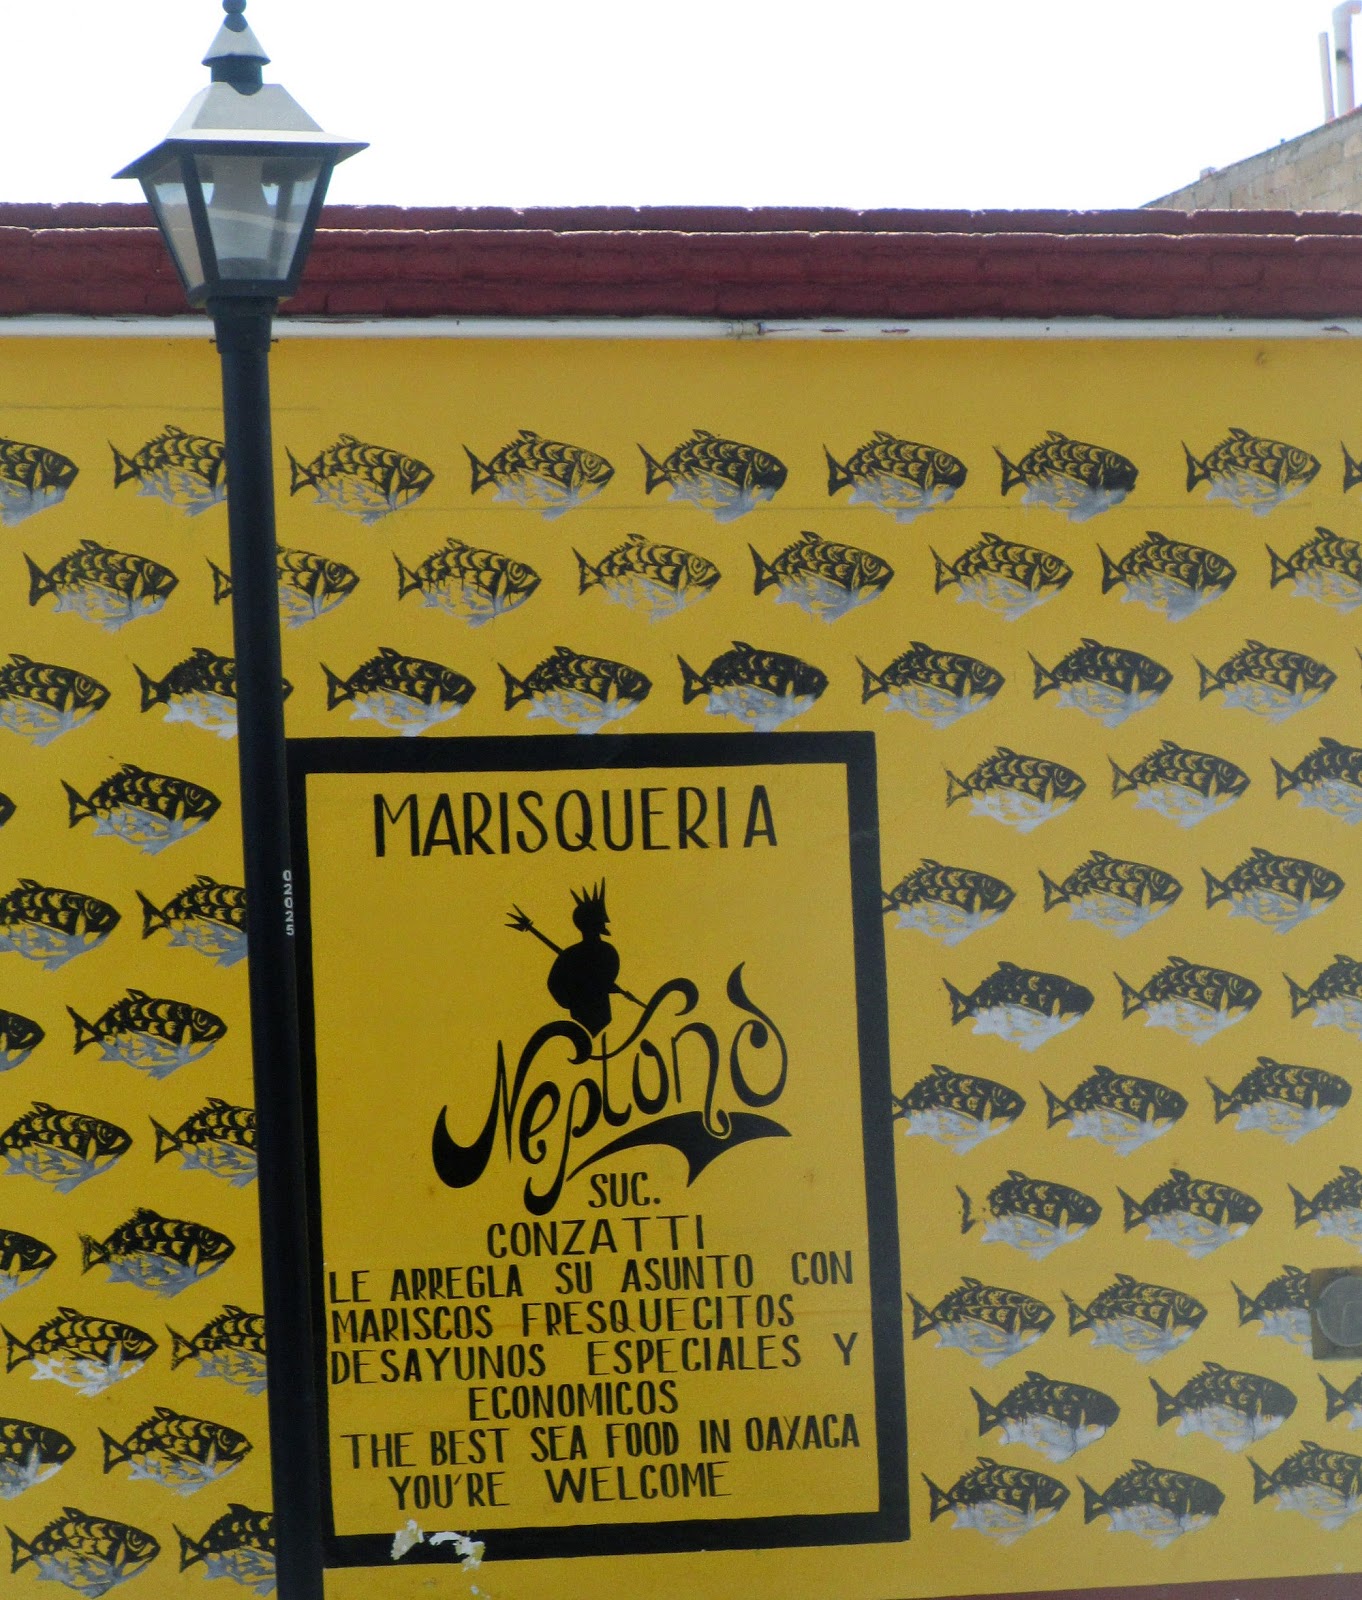 MARISQUERIA
Neptuno
SUC.
CONZATTI
LE ARREGLA SU ASUNTO CON
MARISCOS FRESQUECITOS
DESAYUNOS ESPECIALES Y
ECONOMICOS
THE BEST SEA FOOD IN OAXACA
YOU'RE WELCOME
02025